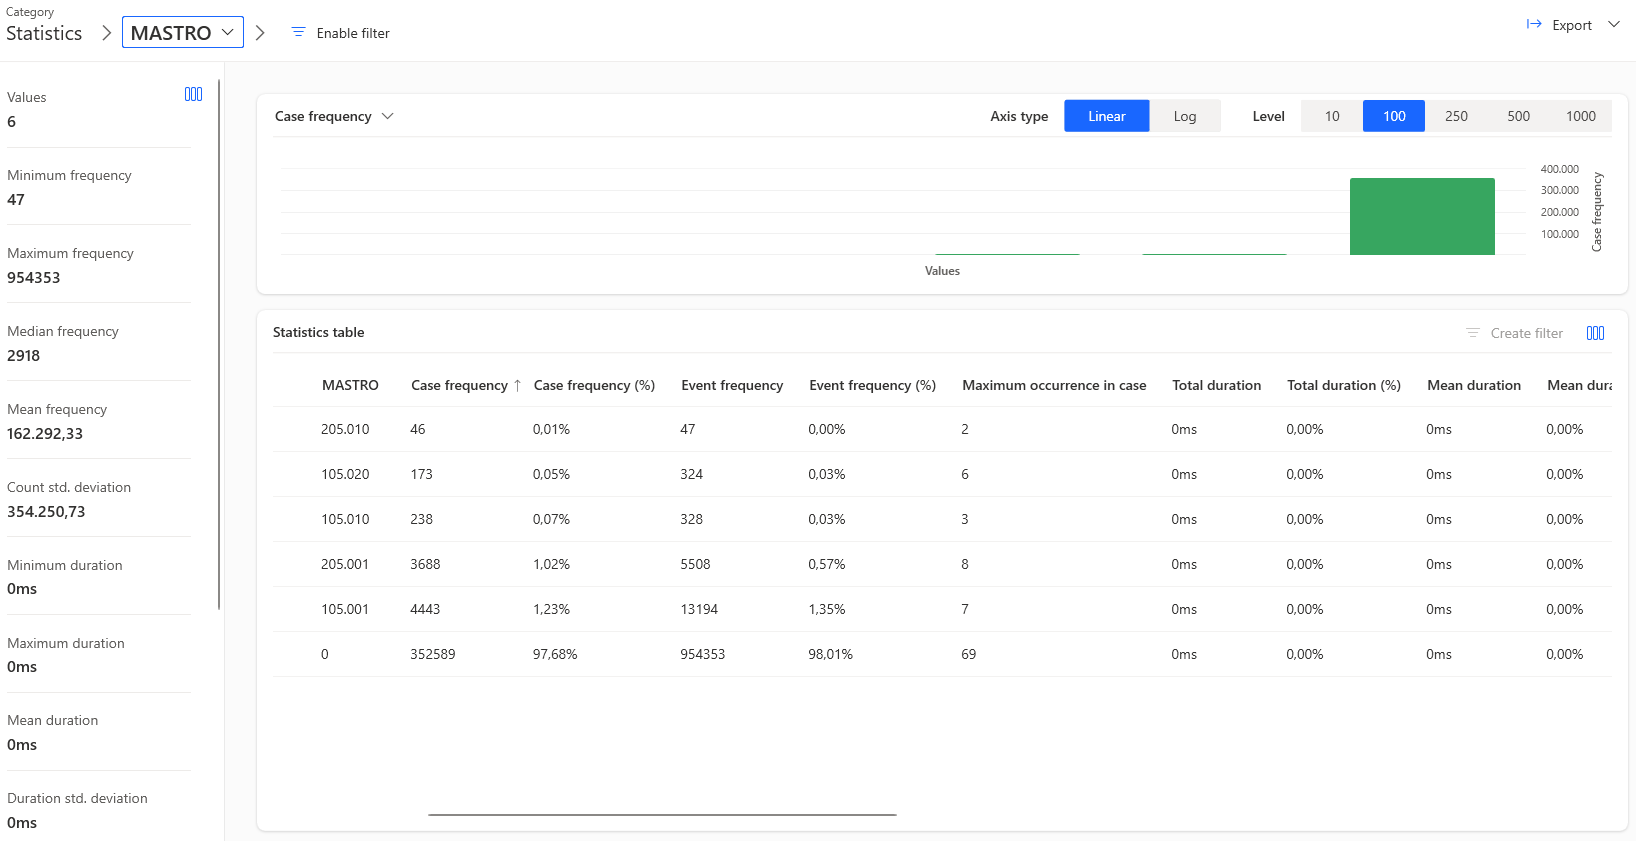 Category
Statistics
MASTRO
Enable filter
Export
Values
6
Minimum frequency
47
Maximum frequency
954353
Median frequency
2918
Mean frequency
162.292,33
Count std. deviation
354.250,73
Minimum duration
0ms
Maximum duration
0ms
Mean duration
0ms
Duration std. deviation
0ms
Case frequency
Axis type Linear Log Level 10 100 250 500 1000
400.000
300.000
200.000
100.000
Case frequency
Values
Statistics table
Create filter
MASTRO Case frequency ↑ Case frequency (%) Event frequency Event frequency (%) Maximum occurrence in case Total duration Total duration (%) Mean duration Mean dura
205.010 46 0,01% 47 0,00% 2 0ms 0,00% 0ms 0,00%
105.020 173 0,05% 324 0,03% 6 0ms 0,00% 0ms 0,00%
105.010 238 0,07% 328 0,03% 3 0ms 0,00% 0ms 0,00%
205.001 3688 1,02% 5508 0,57% 8 0ms 0,00% 0ms 0,00%
105.001 4443 1,23% 13194 1,35% 7 0ms 0,00% 0ms 0,00%
0 352589 97,68% 954353 98,01% 69 0ms 0,00% 0ms 0,00%